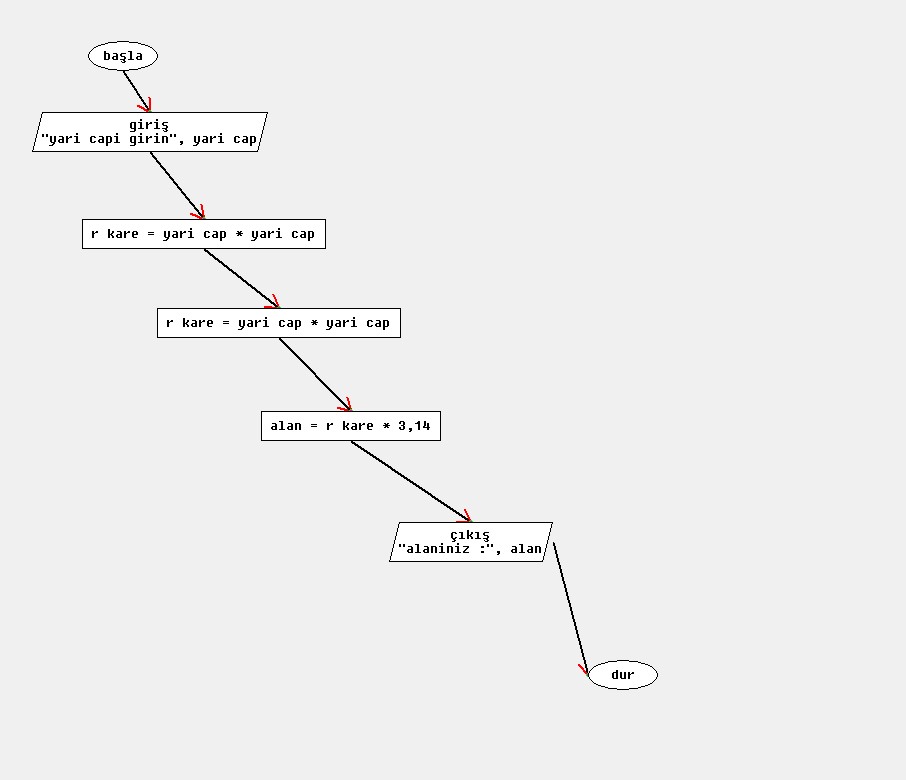 başla
giriş
"yari capi girin", yari cap
r kare = yari cap * yari cap
r kare = yari cap * yari cap
alan = r kare * 3,14
çıkış
"alaniniz :", alan
dur